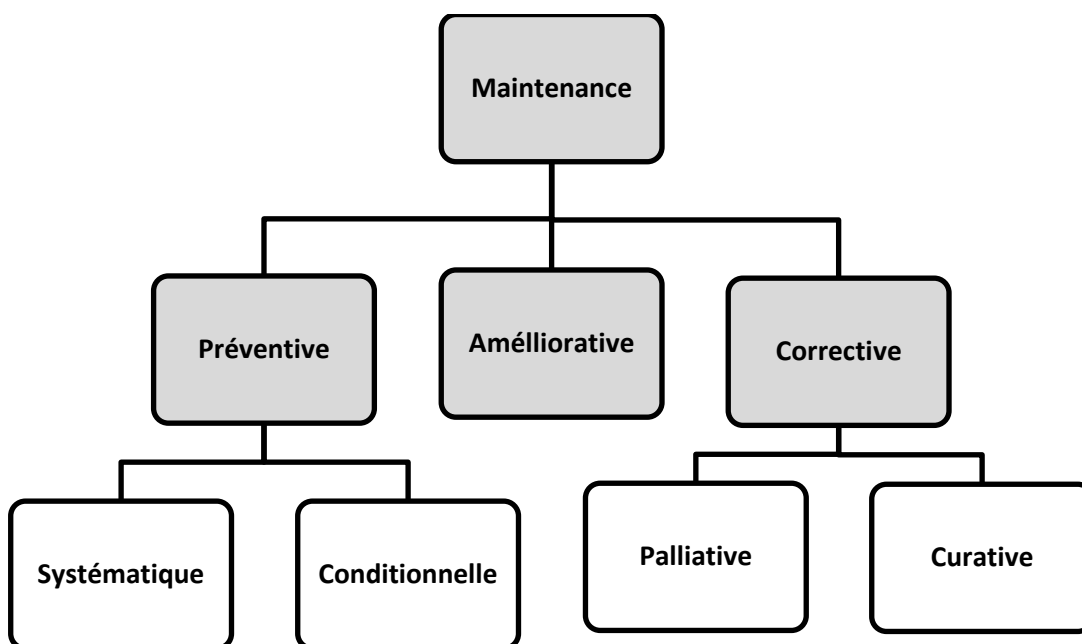 Maintenance
Préventive
Amélliorative
Corrective
Systématique
Conditionnelle
Palliative
Curative